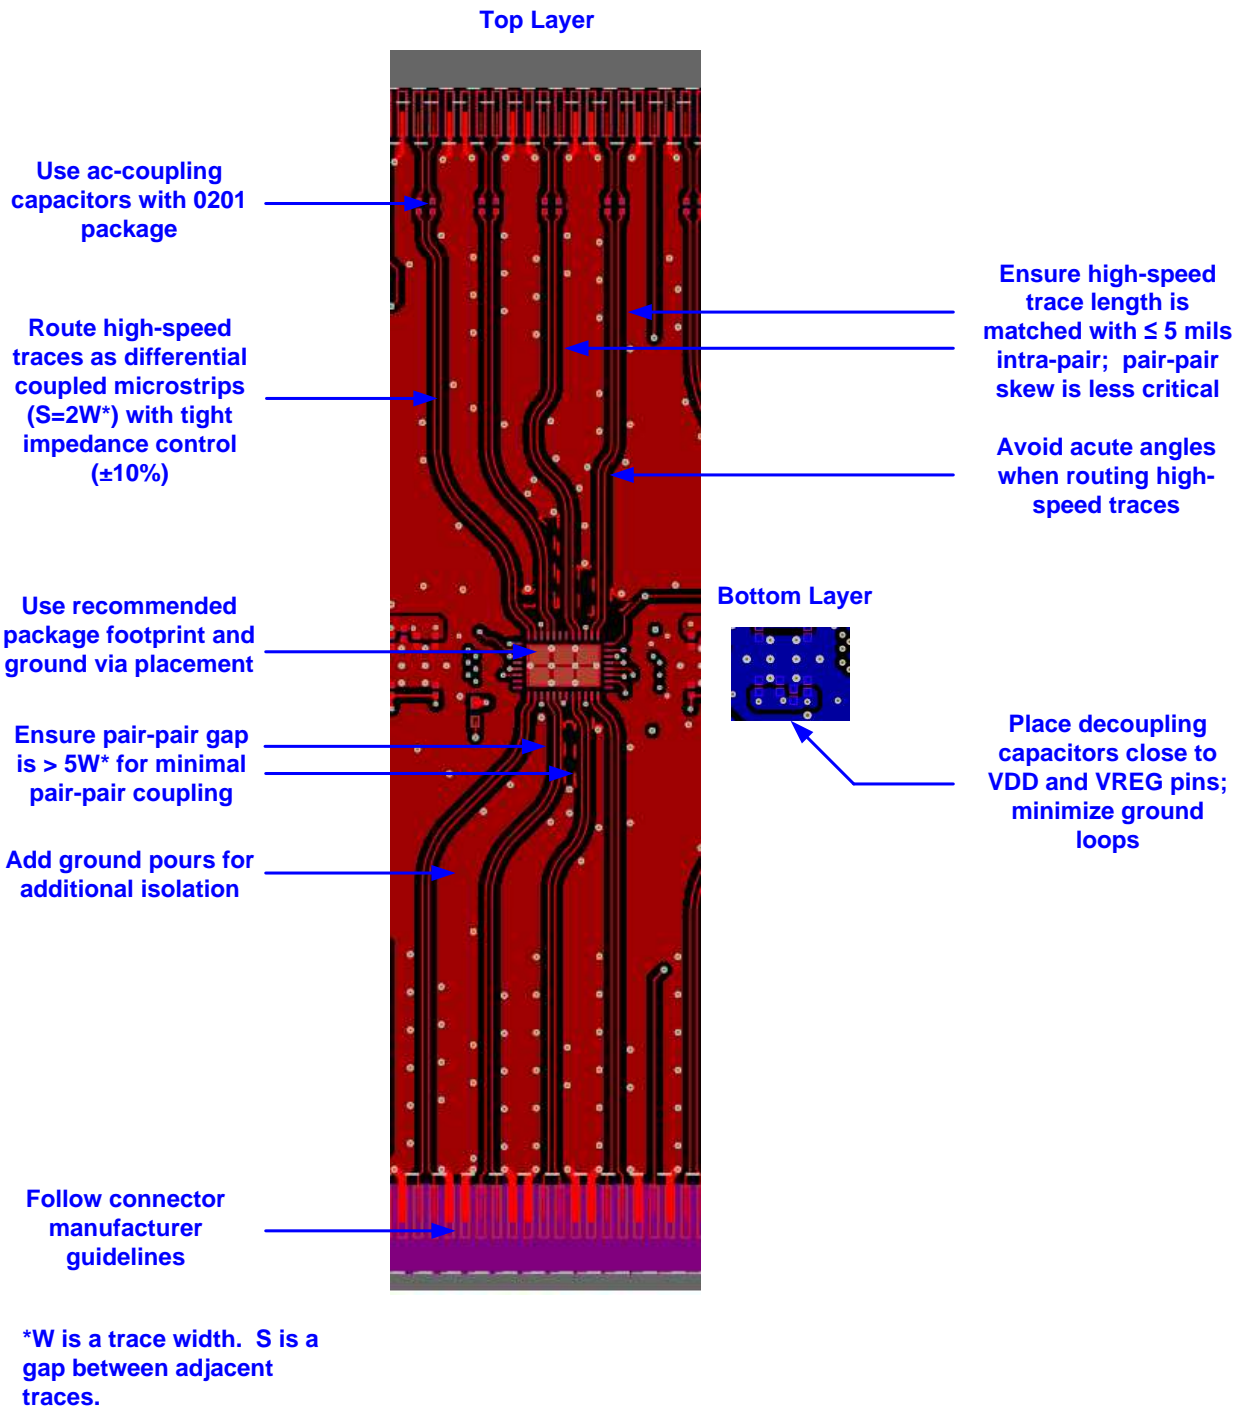 Top Layer
Use ac-coupling
capacitors with 0201
package
Route high-speed
traces as differential
coupled microstrips
(S=2W*) with tight
impedance control
(±10%)
Use recommended
package footprint and
ground via placement
Ensure pair-pair gap
is > 5W* for minimal
pair-pair coupling
Add ground pours for
additional isolation
Follow connector
manufacturer
guidelines
*W is a trace width.  S is a
gap between adjacent
traces.
Ensure high-speed
trace length is
matched with ≤ 5 mils
intra-pair;  pair-pair
skew is less critical
Avoid acute angles
when routing high-
speed traces
Bottom Layer
Place decoupling
capacitors close to
VDD and VREG pins;
minimize ground
loops